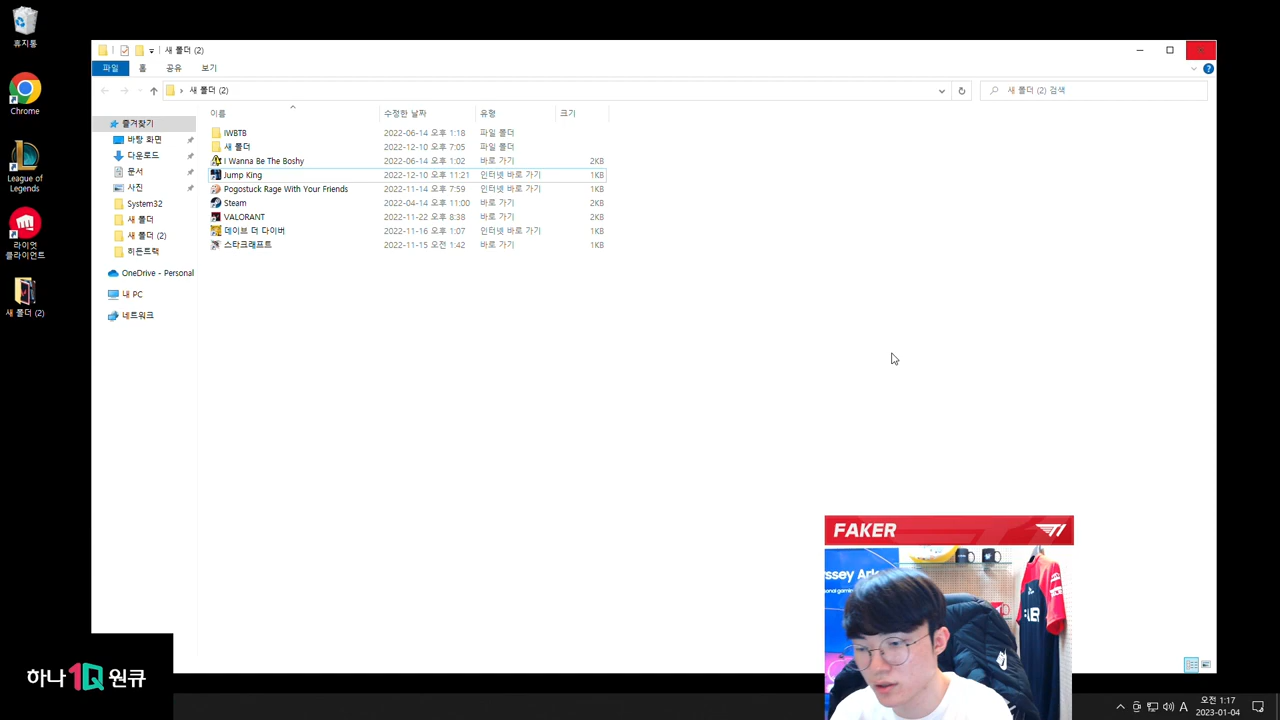 휴지통
Chrome
League of
Legends
라이엇
클라이언트
새 폴더 (2)
새 폴더 (2)
파일
홈
공유
보기
새 폴더 (2)
새 폴더 (2) 검색
이름
수정한 날짜
유형
크기
즐겨찾기
바탕 화면
다운로드
문서
사진
System32
새 폴더
새 폴더 (2)
히든트랙
OneDrive - Personal
내 PC
네트워크
IWBTB 2022-06-14 오후 1:18 파일 폴더
새 폴더 2022-12-10 오후 7:05 파일 폴더
I Wanna Be The Boshy 2022-06-14 오후 1:02 바로 가기 2KB
Jump King 2022-12-10 오후 11:21 인터넷 바로 가기 1KB
Pogostuck Rage With Your Friends 2022-11-14 오후 7:59 인터넷 바로 가기 1KB
Steam 2022-04-14 오후 11:00 바로 가기 2KB
VALORANT 2022-11-22 오후 8:38 바로 가기 2KB
데이브 더 다이버 2022-11-16 오후 1:07 인터넷 바로 가기 1KB
스타크래프트 2022-11-15 오전 1:42 바로 가기 1KB
FAKER T1
하나1Q원큐
A
오전 1:17
2023-01-04